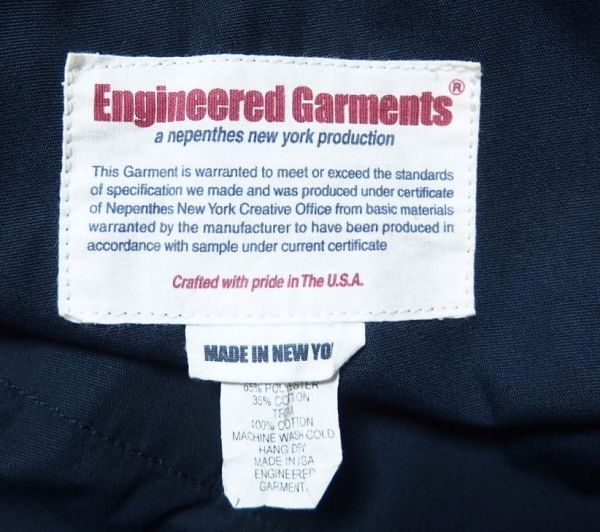 Engineered Garments®
a nepenthes new york production
This Garment is warranted to meet or exceed the standards
of specification we made and was produced under certificate
of Nepenthes New York Creative Office from basic materials
warranted by the manufacturer to have been produced in
accordance with sample under current certificate
Crafted with pride in The U.S.A.
MADE IN NEW YO
65% POLYESTER
35% COTTON
TRIM
100% COTTON
MACHINE WASH COLD
HANG DRY
MADE IN USA
ENGINEERED
GARMENT